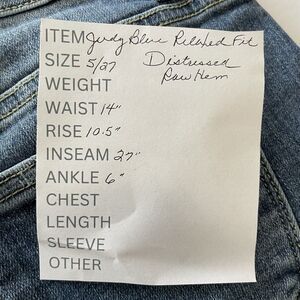 ITEM Judy Blue Relaxed Fit
SIZE 5/27 Distressed
WEIGHT Raw Hem
WAIST 14"
RISE 10.5"
INSEAM 27"
ANKLE 6"
CHEST
LENGTH
SLEEVE
OTHER